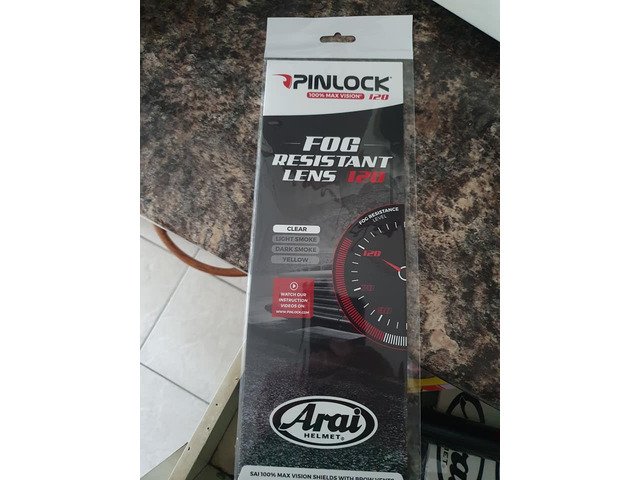 PINLOCK®
100% MAX VISION® 120
FOG
RESISTANT
LENS 120
CLEAR
LIGHT SMOKE
DARK SMOKE
YELLOW
FOG RESISTANCE
LEVEL
120
WATCH OUR
INSTRUCTION
VIDEOS ON:
WWW.PINLOCK.COM
Arai
HELMET®
SAI 100% MAX VISION SHIELDS WITH BROW VENTS